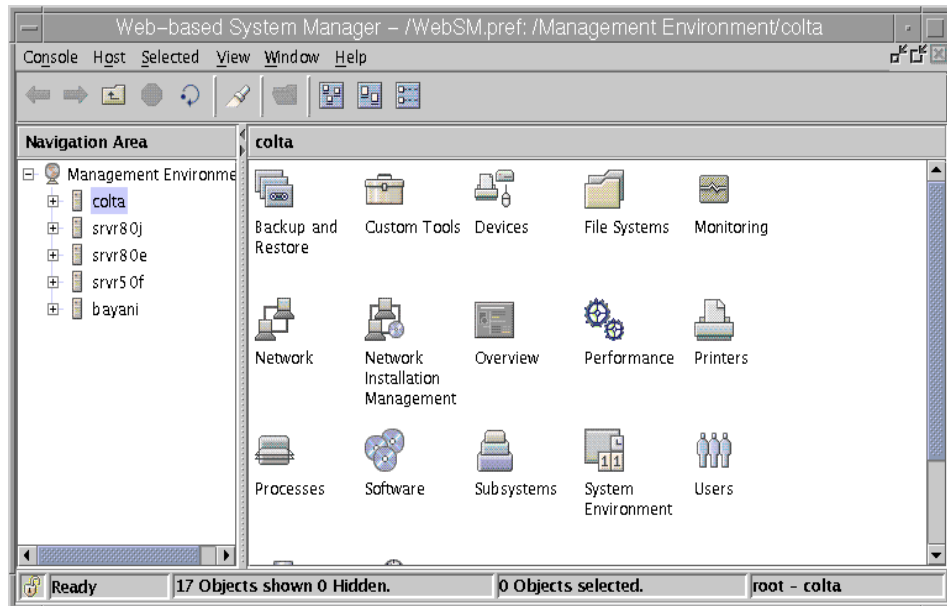 Web-based System Manager - /WebSM.pref: /Management Environment/colta
Console Host Selected View Window Help
Navigation Area
colta
Management Environme
colta
srvr80j
srvr80e
srvr50f
bayani
Backup and Restore
Custom Tools
Devices
File Systems
Monitoring
Network
Network Installation Management
Overview
Performance
Printers
Processes
Software
Subsystems
System Environment
11
Users
Ready
17 Objects shown 0 Hidden.
0 Objects selected.
root - colta